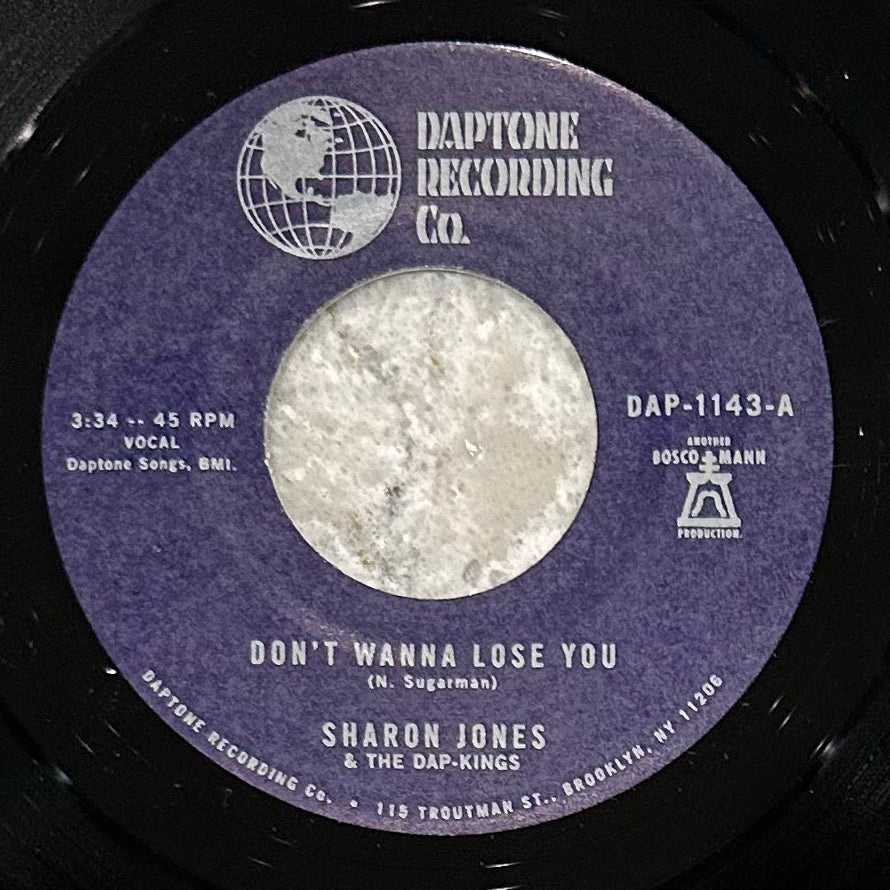 DAPTONE
RECORDING
Co.
3:34 -- 45 RPM
VOCAL
Daptone Songs, BMI.
DAP-1143-A
ANOTHER
BOSCO MANN
PRODUCTION.
DON'T WANNA LOSE YOU
(N. Sugarman)
SHARON JONES
& THE DAP-KINGS
DAPTONE RECORDING Co. • 115 TROUTMAN ST., BROOKLYN, NY 11206